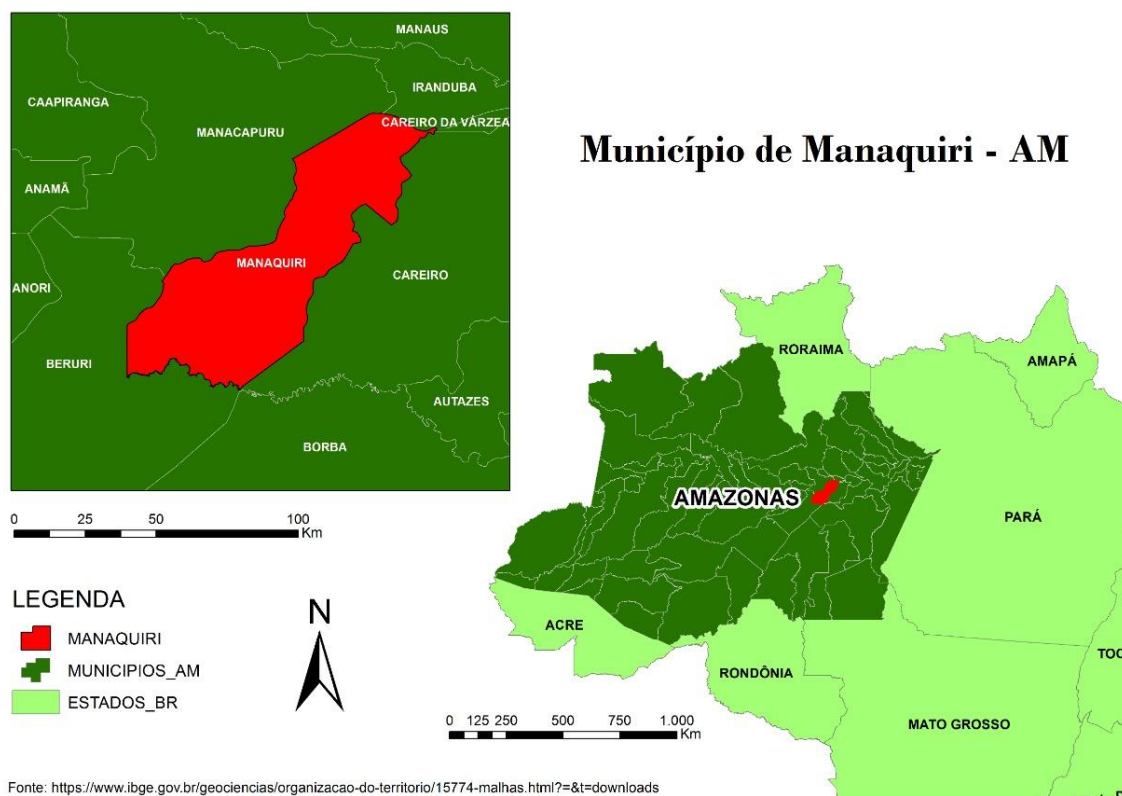 MANAUS
IRANDUBA
CAAPIRANGA
CAREIRO DA VÁRZEA
MANACAPURU
ANAMÃ
MANAQUIRI
CAREIRO
ANORI
BERURI
AUTAZES
BORBA
0 25 50 100
Km
Município de Manaquiri - AM
RORAIMA
AMAPÁ
AMAZONAS
PARÁ
ACRE
RONDÔNIA
TOC
MATO GROSSO
0 125 250 500 750 1.000
Km
LEGENDA
MANAQUIRI
MUNICIPIOS_AM
ESTADOS_BR
N
Fonte: https://www.ibge.gov.br/geociencias/organizacao-do-territorio/15774-malhas.html?=&t=downloads